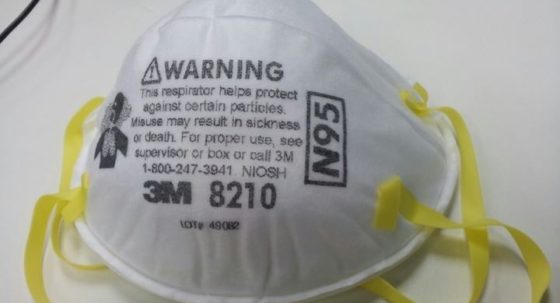 ⚠WARNING
This respirator helps protect
against certain particles.
Misuse may result in sickness
or death. For proper use, see
supervisor or box or call 3M
1-800-247-3941. NIOSH
N95
3M 8210
LOT# 49082